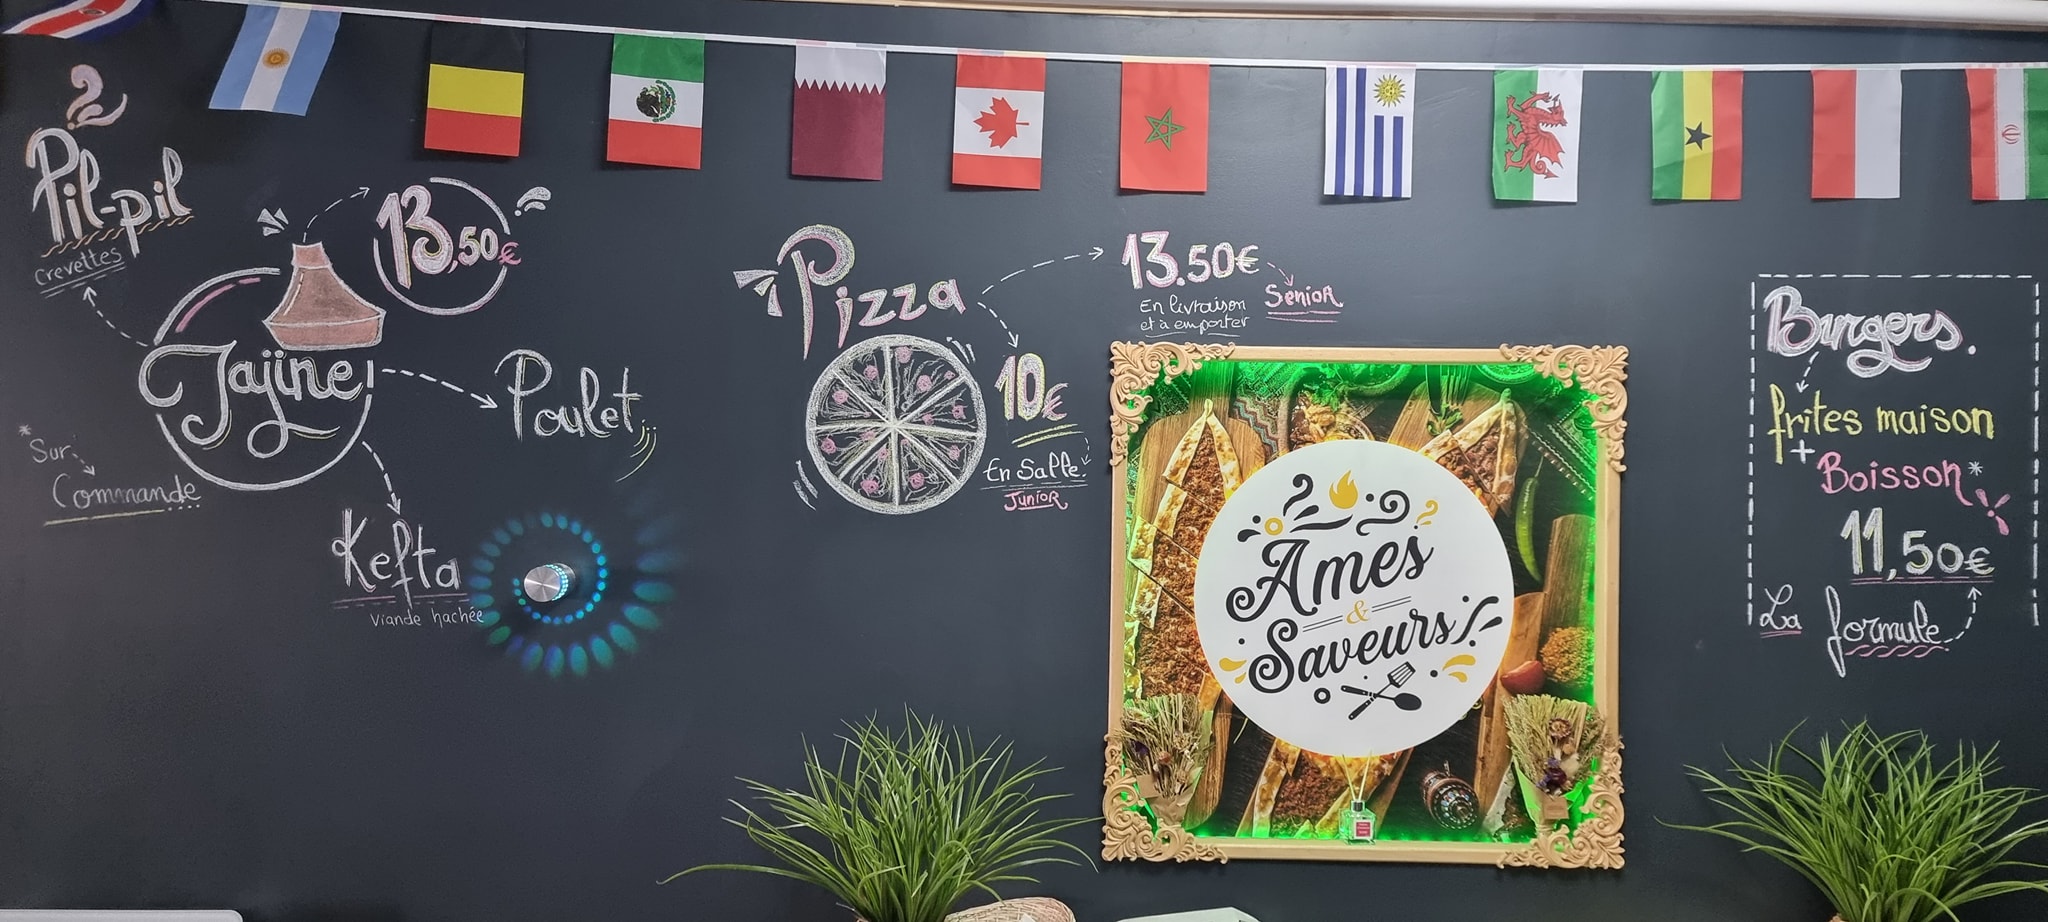 Pil-pil
crevettes
13,50€
Tajine
Poulet
* Sur
Commande
Kefta
viande hachée
Pizza
13.50€
En livraison
et à emporter
Senior
10€
En Salle
Junior
Ames
&
Saveurs
Burgers.
frites maison
+
Boisson*
11,50€
La formule